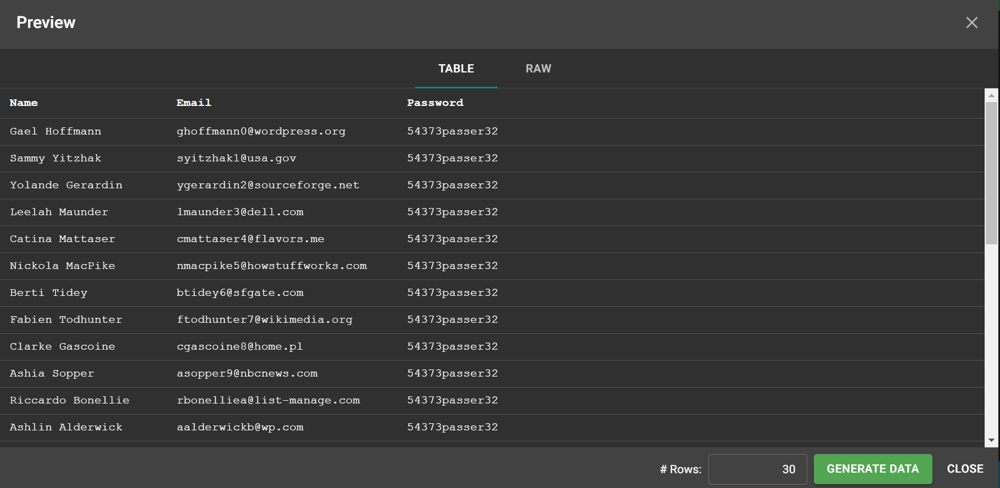 Preview
TABLE RAW
Name Email Password
Gael Hoffmann ghoffmann0@wordpress.org 54373passer32
Sammy Yitzhak syitzhak1@usa.gov 54373passer32
Yolande Gerardin ygerardin2@sourceforge.net 54373passer32
Leelah Maunder lmaunder3@dell.com 54373passer32
Catina Mattaser cmattaser4@flavors.me 54373passer32
Nickola MacPike nmacpike5@howstuffworks.com 54373passer32
Berti Tidey btidey6@sfgate.com 54373passer32
Fabien Todhunter ftodhunter7@wikimedia.org 54373passer32
Clarke Gascoine cgascoine8@home.pl 54373passer32
Ashia Sopper asopper9@nbcnews.com 54373passer32
Riccardo Bonellie rbonelliea@list-manage.com 54373passer32
Ashlin Alderwick aalderwickb@wp.com 54373passer32
# Rows: 30 GENERATE DATA CLOSE